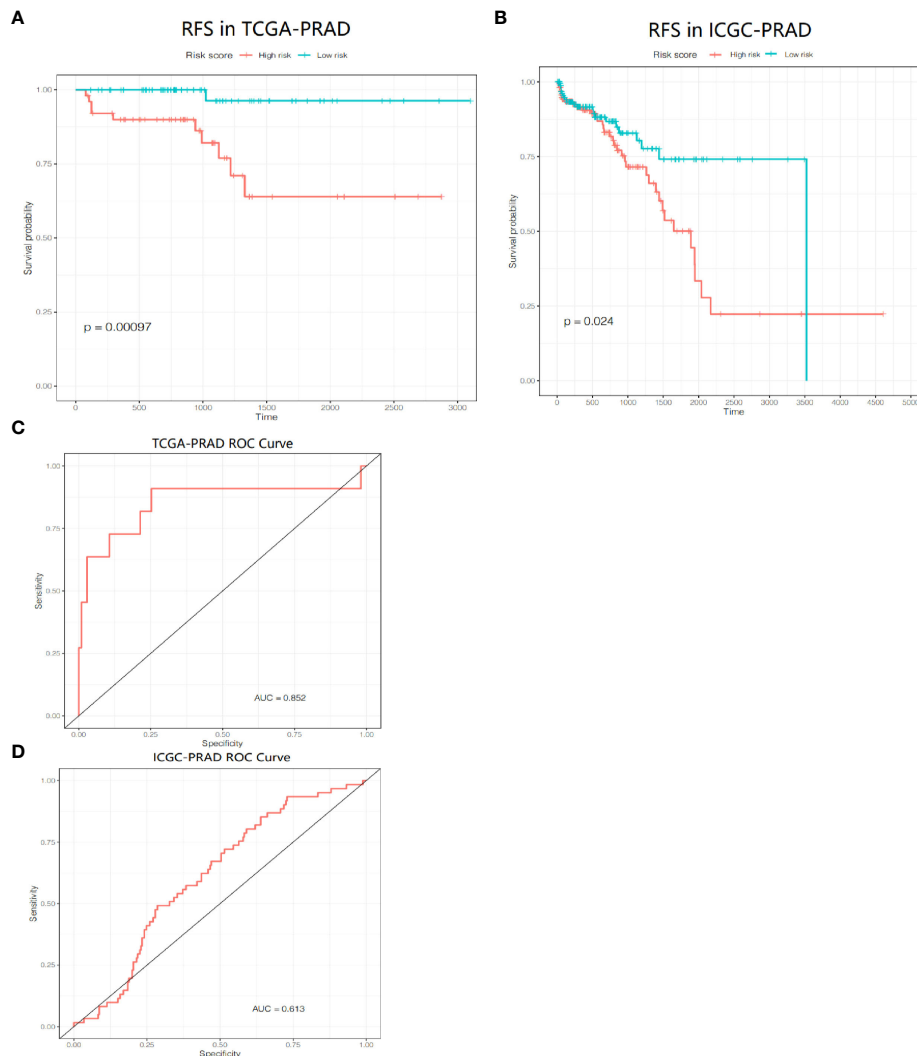 A
RFS in TCGA-PRAD
Risk score High risk Low risk
1.00
0.75
0.50
0.25
0.00
Survival probability
p = 0.00097
0 500 1000 1500 2000 2500 3000
Time
B
RFS in ICGC-PRAD
Risk score High risk Low risk
1.00
0.75
0.50
0.25
0.00
Survival probability
p = 0.024
0 500 1000 1500 2000 2500 3000 3500 4000 4500 5000
Time
C
TCGA-PRAD ROC Curve
1.00
0.75
0.50
0.25
0.00
Sensitivity
AUC = 0.852
0.00 0.25 0.50 0.75 1.00
Specificity
D
ICGC-PRAD ROC Curve
1.00
0.75
0.50
0.25
0.00
Sensitivity
AUC = 0.613
0.00 0.25 0.50 0.75 1.00
Specificity